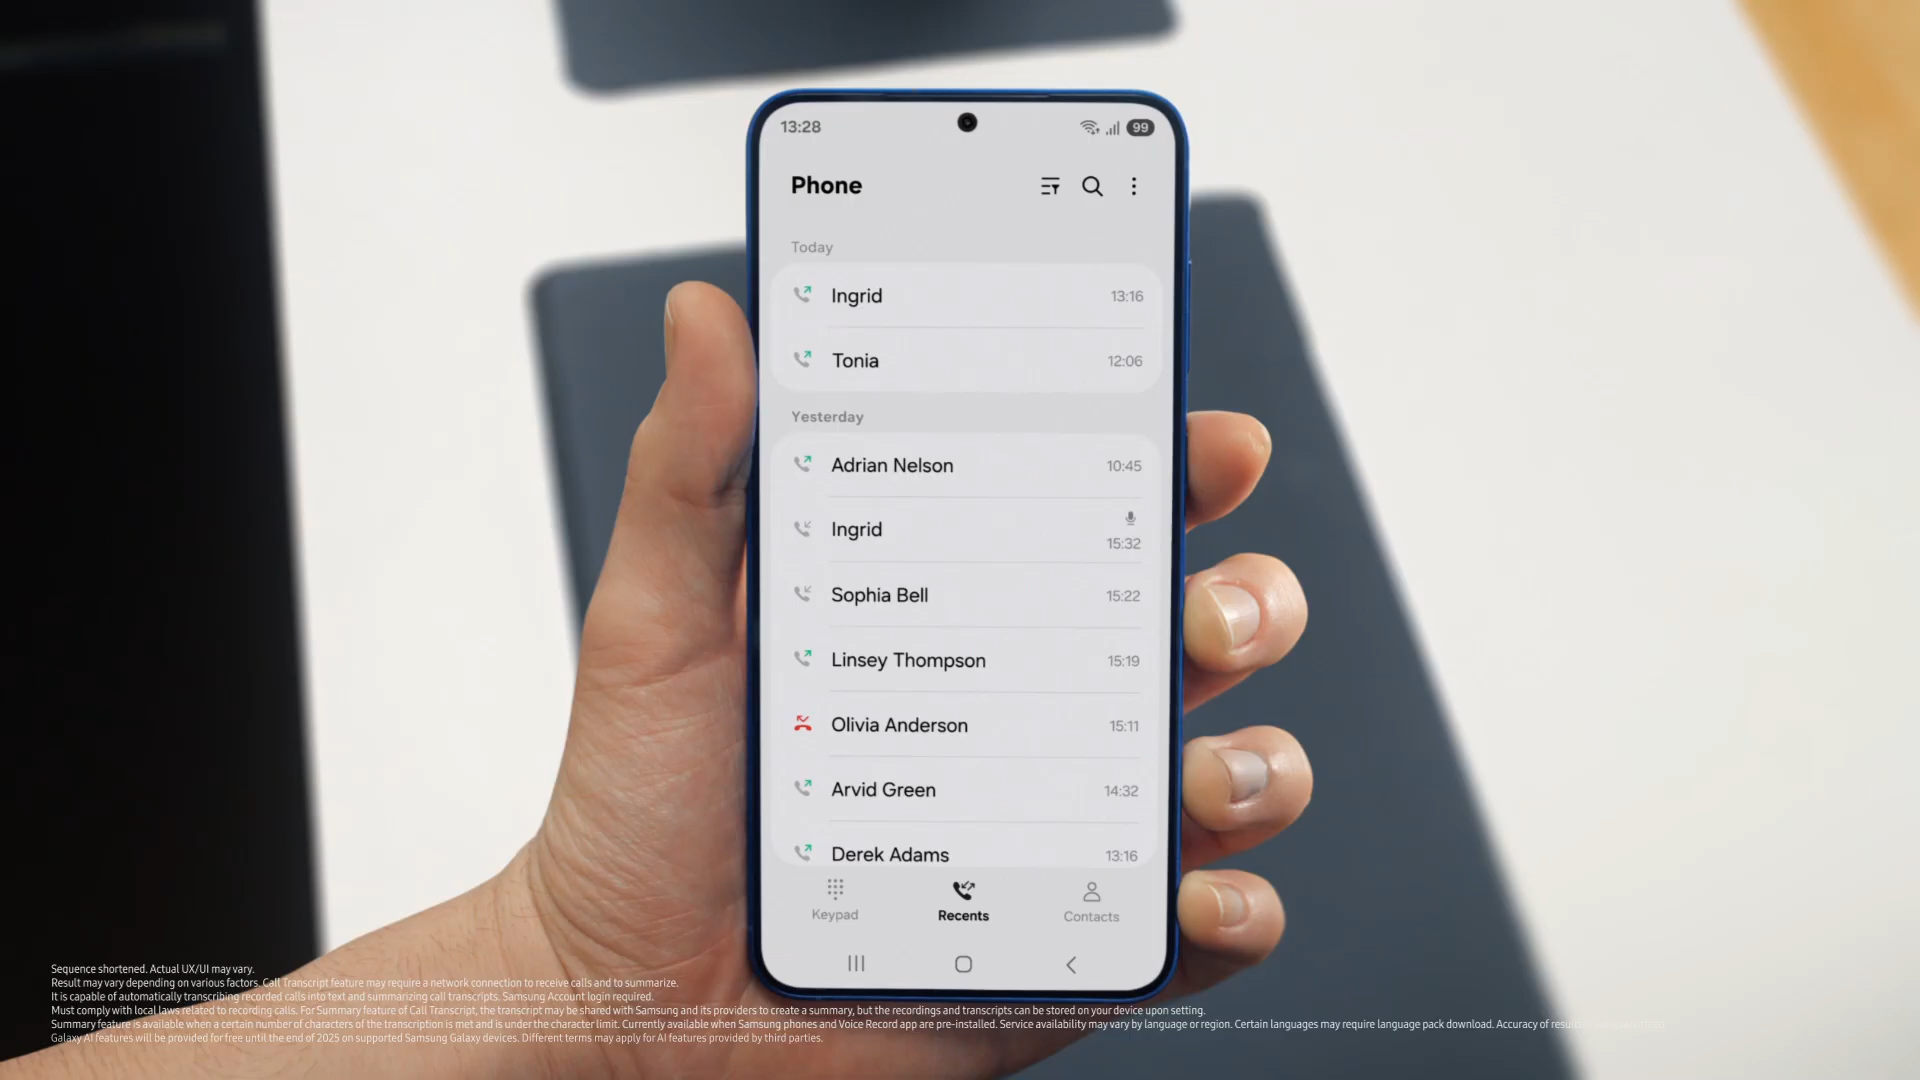 13:28
99
Phone
Today
Ingrid 13:16
Tonia 12:06
Yesterday
Adrian Nelson 10:45
Ingrid 15:32
Sophia Bell 15:22
Linsey Thompson 15:19
Olivia Anderson 15:11
Arvid Green 14:32
Derek Adams 13:16
Keypad Recents Contacts
Sequence shortened. Actual UX/UI may vary.
Result may vary depending on various factors. Call Transcript feature may require a network connection to receive calls and to summarize.
It is capable of automatically transcribing recorded calls into text and summarizing call transcripts. Samsung Account login required.
Must comply with local laws related to recording calls. For Summary feature of Call Transcript, the transcript may be shared with Samsung and its providers to create a summary, but the recordings and transcripts can be stored on your device upon setting.
Summary feature is available when a certain number of characters of the transcription is met and is under the character limit. Currently available when Samsung phones and Voice Record app are pre-installed. Service availability may vary by language or region. Certain languages may require language pack download. Accuracy of
Galaxy AI features will be provided for free until the end of 2025 on supported Samsung Galaxy devices. Different terms may apply for AI features provided by third parties.